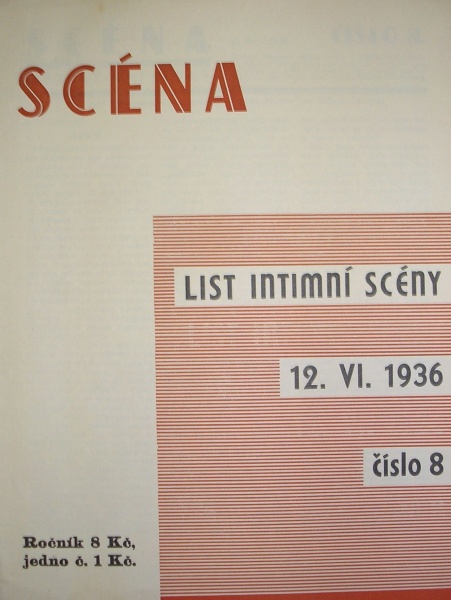 SCÉNA
LIST INTIMNÍ SCÉNY
12. VI. 1936
číslo 8
Ročník 8 Kč,
jedno č. 1 Kč.